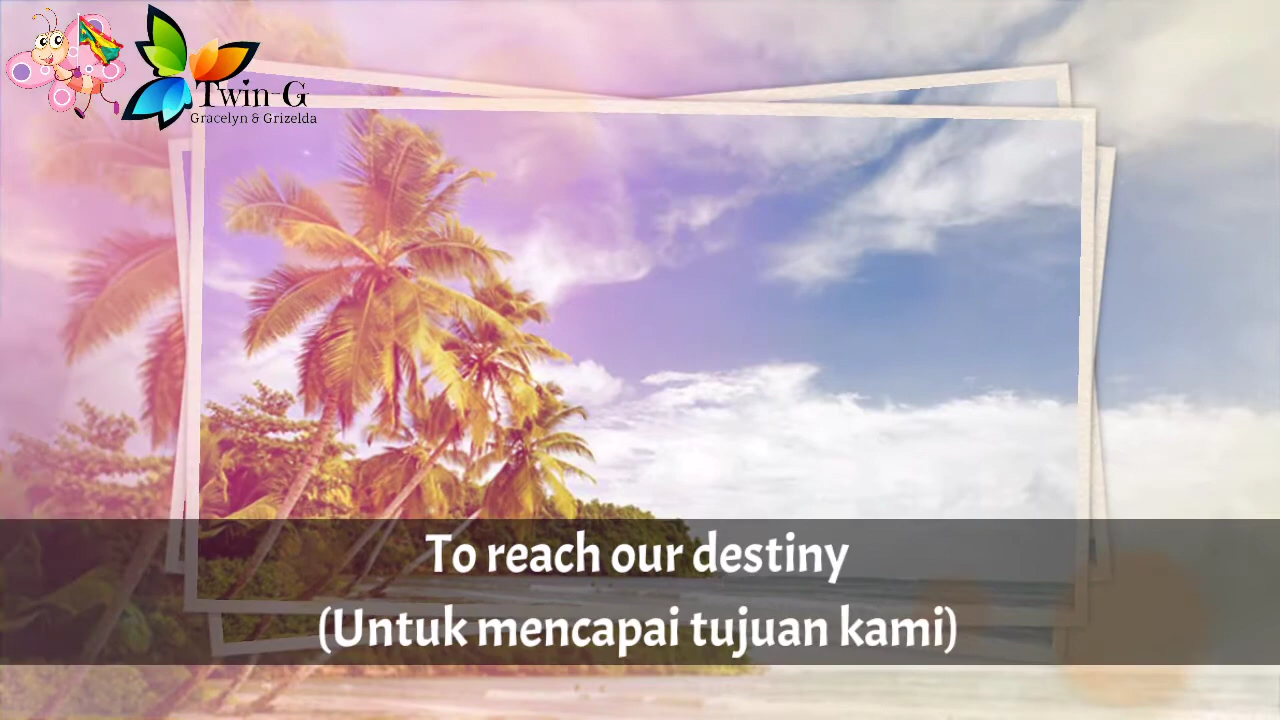 Twin-G
Gracelyn & Grizelda
To reach our destiny
(Untuk mencapai tujuan kami)